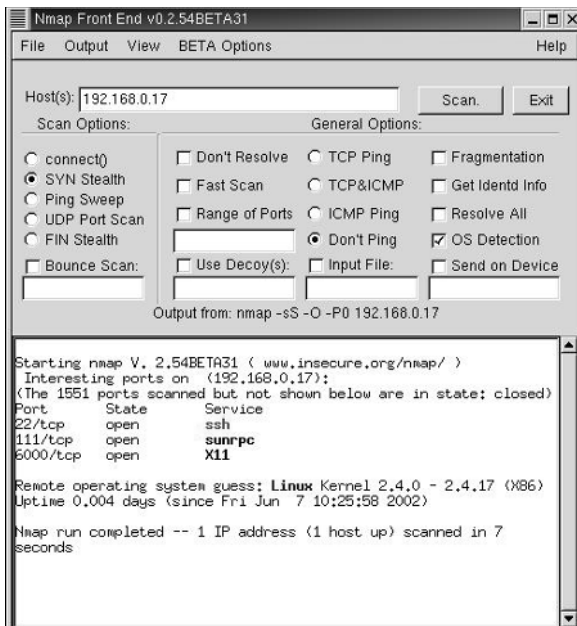 Nmap Front End v0.2.54BETA31
File Output View BETA Options Help
Host(s): 192.168.0.17 Scan. Exit
Scan Options: General Options:
connect() Don't Resolve TCP Ping Fragmentation
SYN Stealth Fast Scan TCP&ICMP Get Identd Info
Ping Sweep Range of Ports ICMP Ping Resolve All
UDP Port Scan
FIN Stealth Don't Ping OS Detection
Bounce Scan: Use Decoy(s): Input File: Send on Device
Output from: nmap -sS -O -P0 192.168.0.17
Starting nmap V. 2.54BETA31 ( www.insecure.org/nmap/ )
Interesting ports on (192.168.0.17):
(The 1551 ports scanned but not shown below are in state: closed)
Port State Service
22/tcp open ssh
111/tcp open sunrpc
6000/tcp open X11
Remote operating system guess: Linux Kernel 2.4.0 - 2.4.17 (X86)
Uptime 0.004 days (since Fri Jun 7 10:25:58 2002)
Nmap run completed -- 1 IP address (1 host up) scanned in 7
seconds